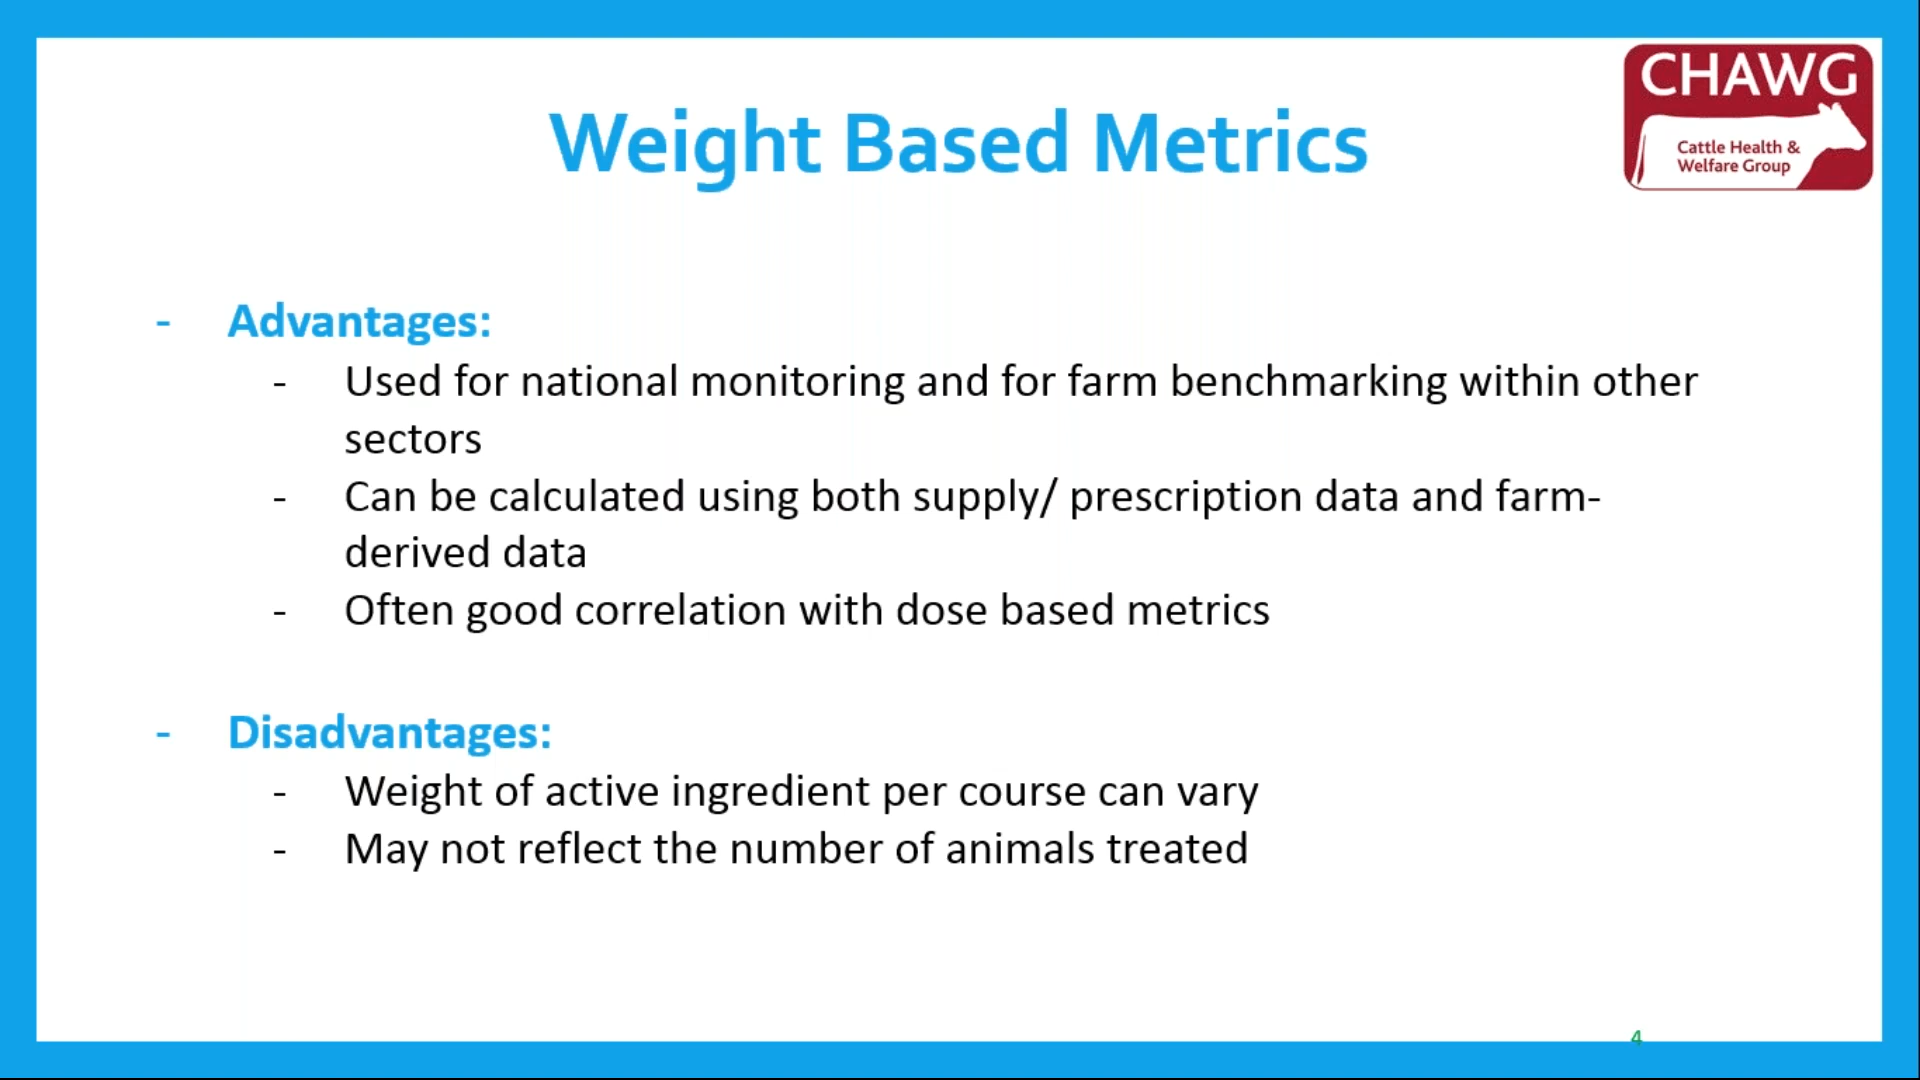 CHAWG
Cattle Health &
Welfare Group
Weight Based Metrics
- Advantages:
- Used for national monitoring and for farm benchmarking within other
sectors
- Can be calculated using both supply/ prescription data and farm-
derived data
- Often good correlation with dose based metrics
- Disadvantages:
- Weight of active ingredient per course can vary
- May not reflect the number of animals treated
4